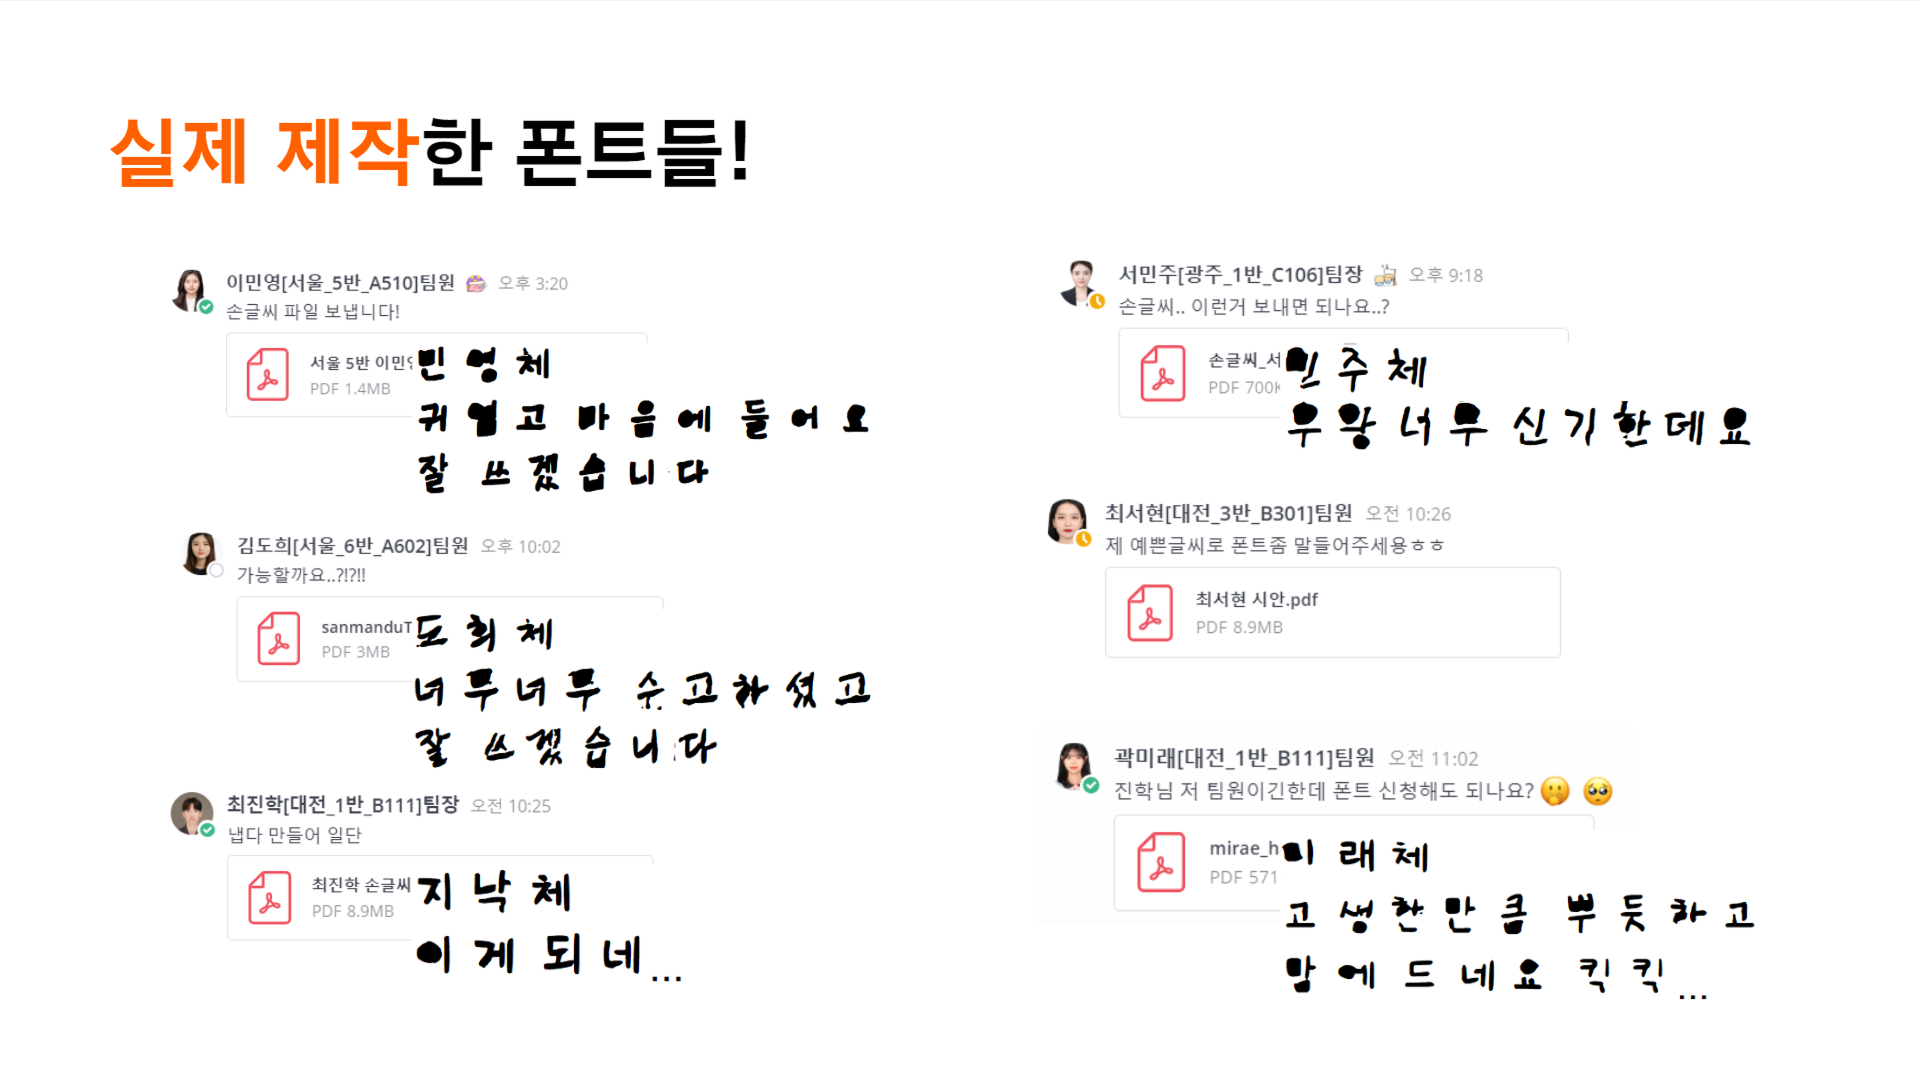 실제 제작한 폰트들!
이민영[서울_5반_A510]팀원 오후 3:20
손글씨 파일 보냅니다!
서울 5반 이민영
PDF 1.4MB
민영체
귀엽고 마음에 들어요
잘 쓰겠습니다
김도희[서울_6반_A602]팀원 오후 10:02
가능할까요..?!?!!
sanmanduT
PDF 3MB
도희체
너무너무 수고하셨고
잘 쓰겠습니다
최진학[대전_1반_B111]팀장 오전 10:25
냅다 만들어 일단
최진학 손글씨
PDF 8.9MB
지낙체
이게되네...
서민주[광주_1반_C106]팀장 오후 9:18
손글씨.. 이런거 보내면 되나요..?
손글씨_서
PDF 700K
민주체
우왕너무 신기한데요
최서현[대전_3반_B301]팀원 오전 10:26
제 예쁜글씨로 폰트좀 말들어주세용ㅎㅎ
최서현 시안.pdf
PDF 8.9MB
곽미래[대전_1반_B111]팀원 오전 11:02
진학님 저 팀원이긴한데 폰트 신청해도 되나요?
mirae_h
PDF 571
미래체
고생한만큼 뿌듯하고
맘에드네요 킥킥...